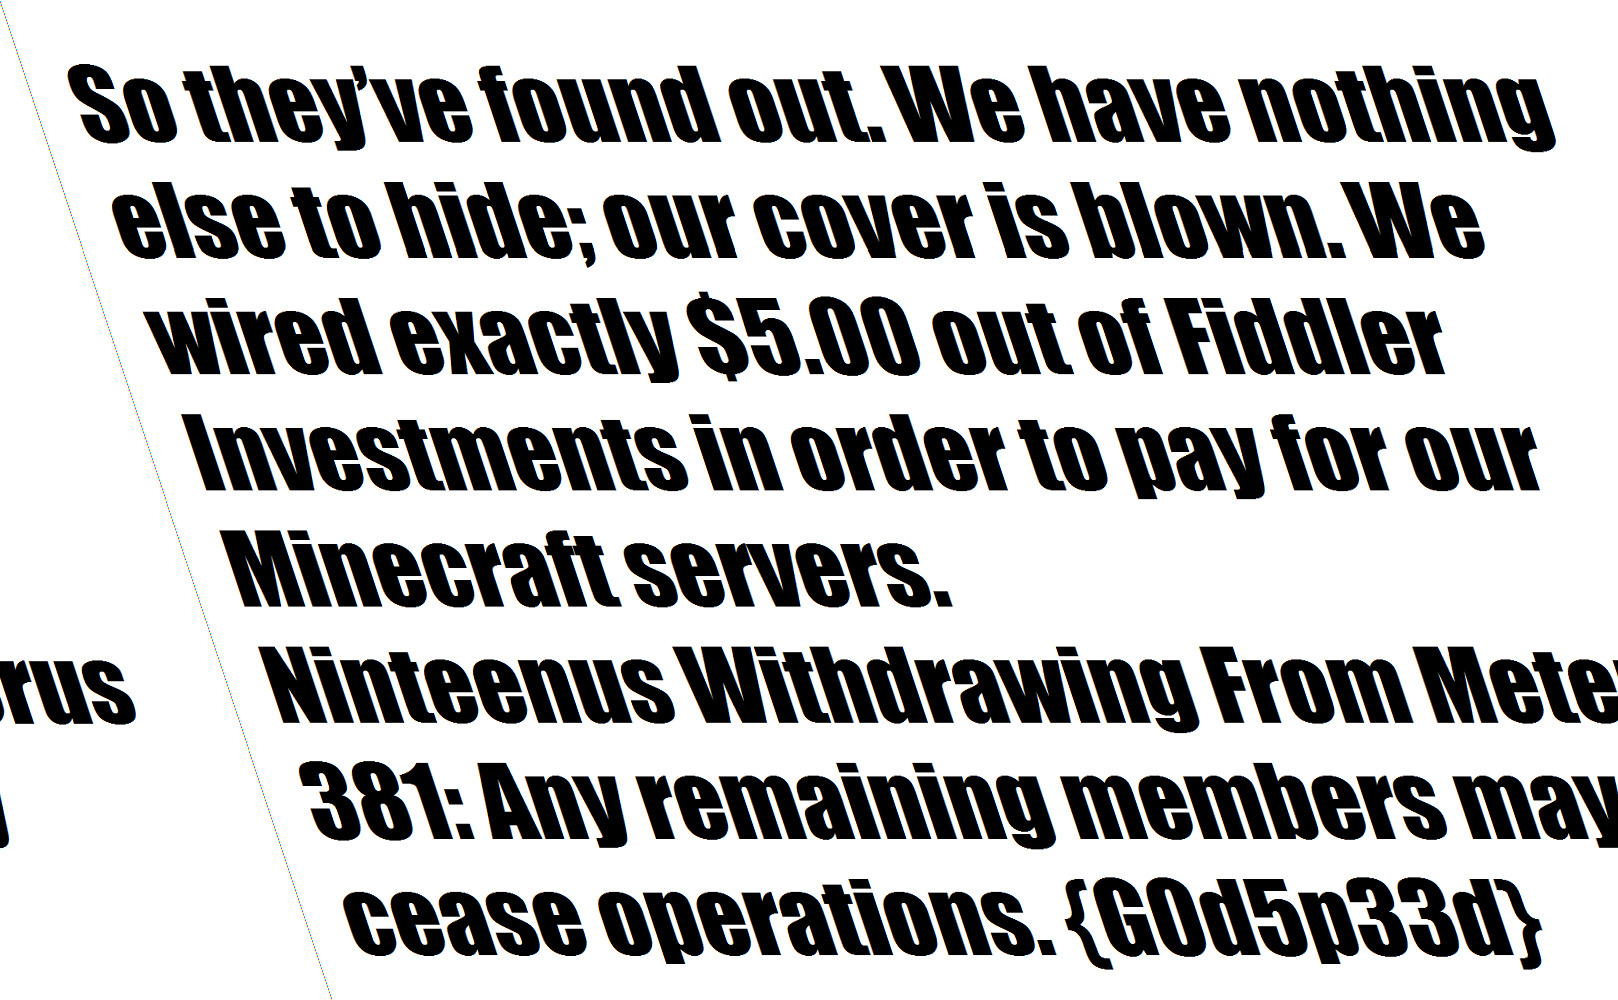 So they’ve found out. We have nothing
else to hide; our cover is blown. We
wired exactly $5.00 out of Fiddler
Investments in order to pay for our
Minecraft servers.
Ninteenus Withdrawing From
381: Any remaining members may
cease operations. {G0d5p33d}